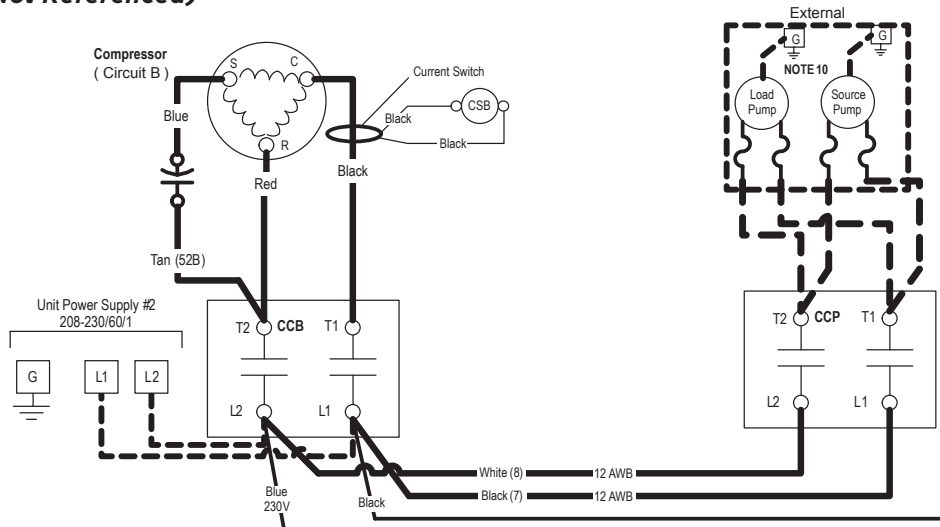 Not Referenced)
External
Compressor
( Circuit B )
S
C
R
Current Switch
CSB
Black
Black
Blue
Red
Black
Tan (52B)
G
G
NOTE 10
Load
Pump
Source
Pump
Unit Power Supply #2
208-230/60/1
G
L1
L2
T2
CCB
T1
L2
L1
T2
CCP
T1
L2
L1
White (8)
12 AWB
Black (7)
12 AWB
Blue
230V
Black